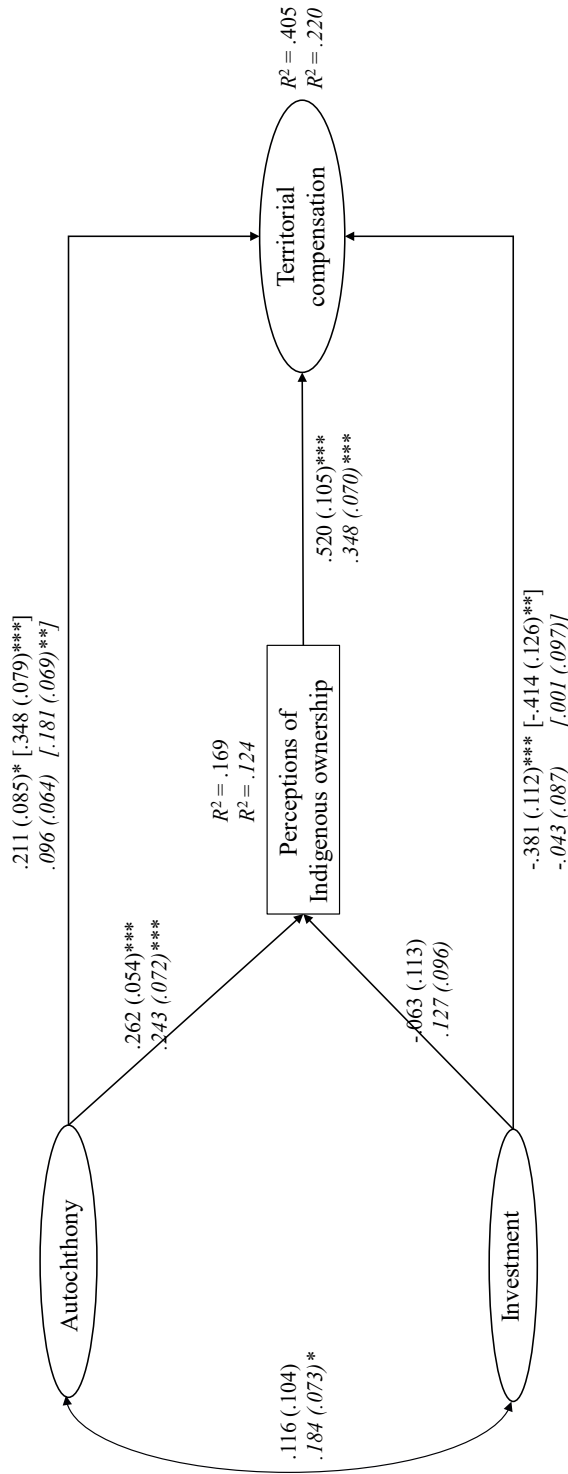 .211 (.085)* [.348 (.079)***]
.096 (.064) [.181 (.069)**]
Autochthony
.262 (.054)***
.243 (.072)***
R² = .169
R² = .124
R² = .405
R² = .220
.116 (.104)
.184 (.073)*
Perceptions of
Indigenous ownership
.520 (.105)***
.348 (.070)***
Territorial
compensation
-.063 (.113)
.127 (.096)
Investment
-.381 (.112)*** [-.414 (.126)**]
-.043 (.087) [.001 (.097)]